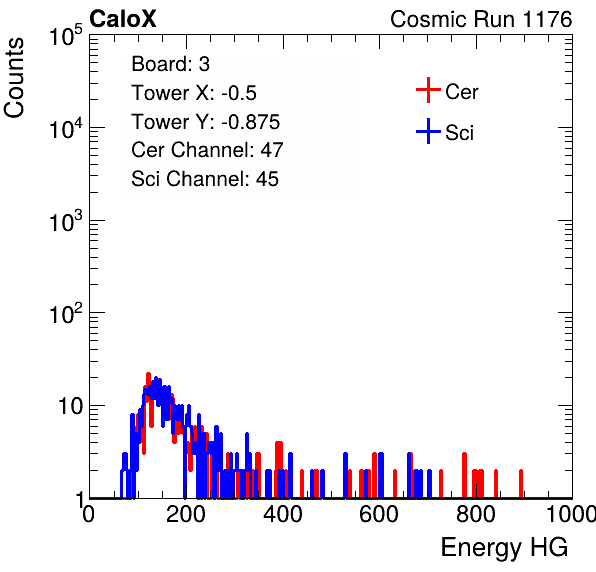 CaloX Cosmic Run 1176
Counts
Board: 3
Tower X: -0.5
Tower Y: -0.875
Cer Channel: 47
Sci Channel: 45
Cer
Sci
10^5
10^4
10^3
10^2
10
1
0 200 400 600 800 1000
Energy HG